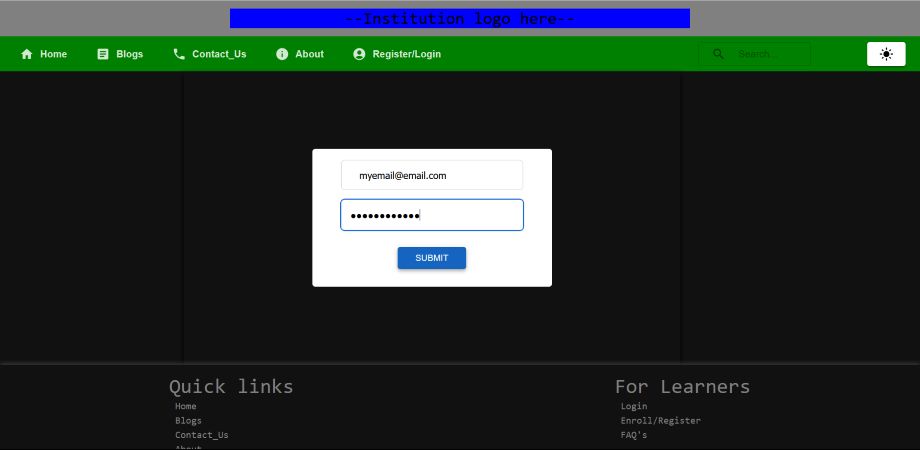 --Institution logo here--
Home Blogs Contact_Us About Register/Login Search...
myemail@email.com
••••••••••••
SUBMIT
Quick links
Home
Blogs
Contact_Us
About
For Learners
Login
Enroll/Register
FAQ's